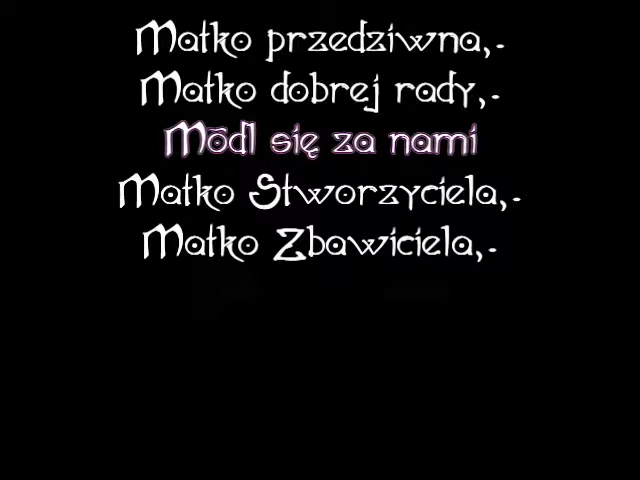 Matko przedziwna,-
Matko dobrej rady,-
Módl się za nami
Matko Stworzyciela,-
Matko Zbawiciela,-